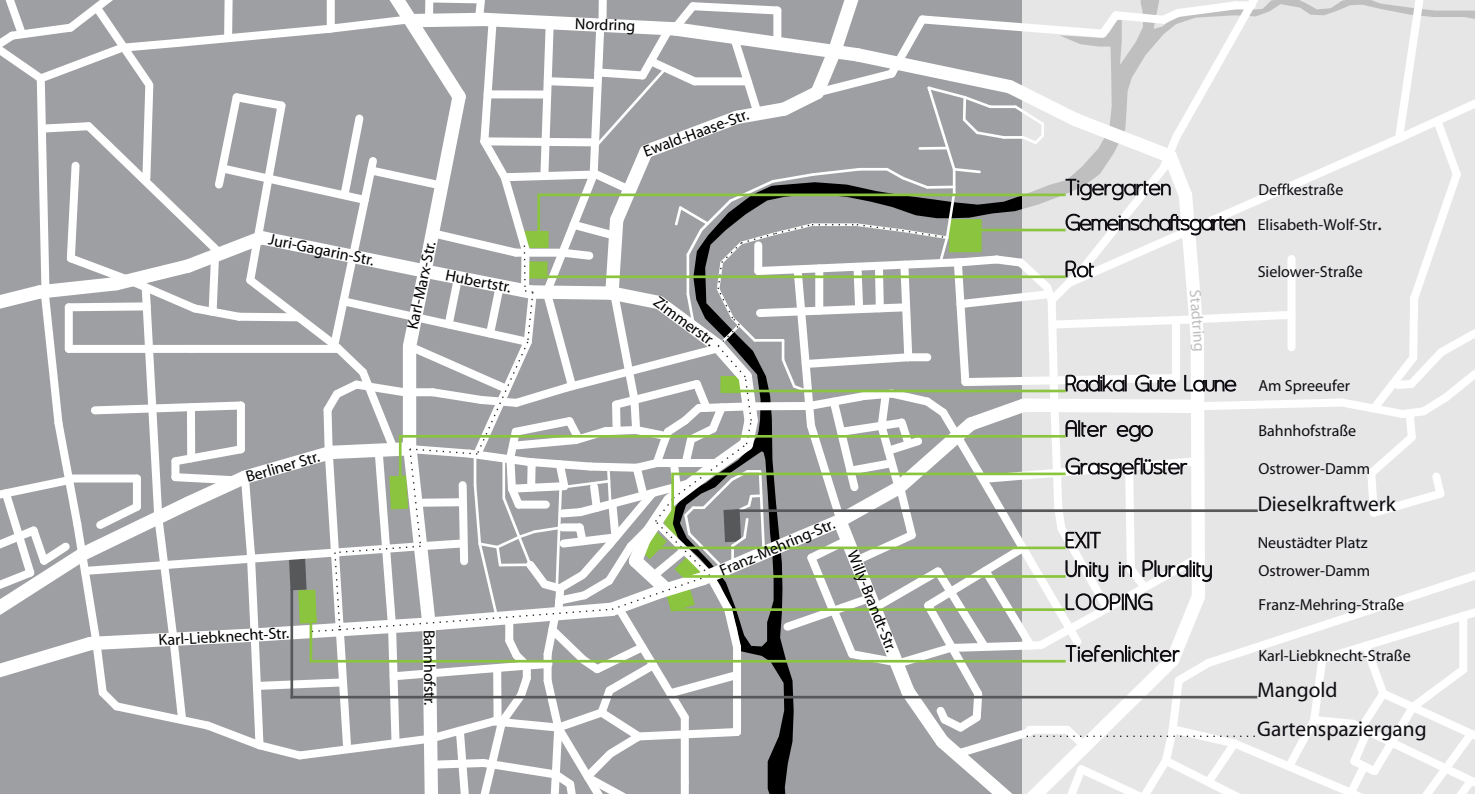 Nordring
Ewald-Haase-Str.
Juri-Gagarin-Str.
Karl-Marx-Str.
Hubertstr.
Zimmerstr.
Stadtring
Berliner Str.
Franz-Mehring-Str.
Willy-Brandt-Str.
Karl-Liebknecht-Str.
Bahnhofstr.
Tigergarten Deffkestraße
Gemeinschaftsgarten Elisabeth-Wolf-Str.
Rot Sielower-Straße
Radikal Gute Laune Am Spreeufer
Alter ego Bahnhofstraße
Grasgeflüster Ostrower-Damm
Dieselkraftwerk
EXIT Neustädter Platz
Unity in Plurality Ostrower-Damm
LOOPING Franz-Mehring-Straße
Tiefenlichter Karl-Liebknecht-Straße
Mangold
Gartenspaziergang